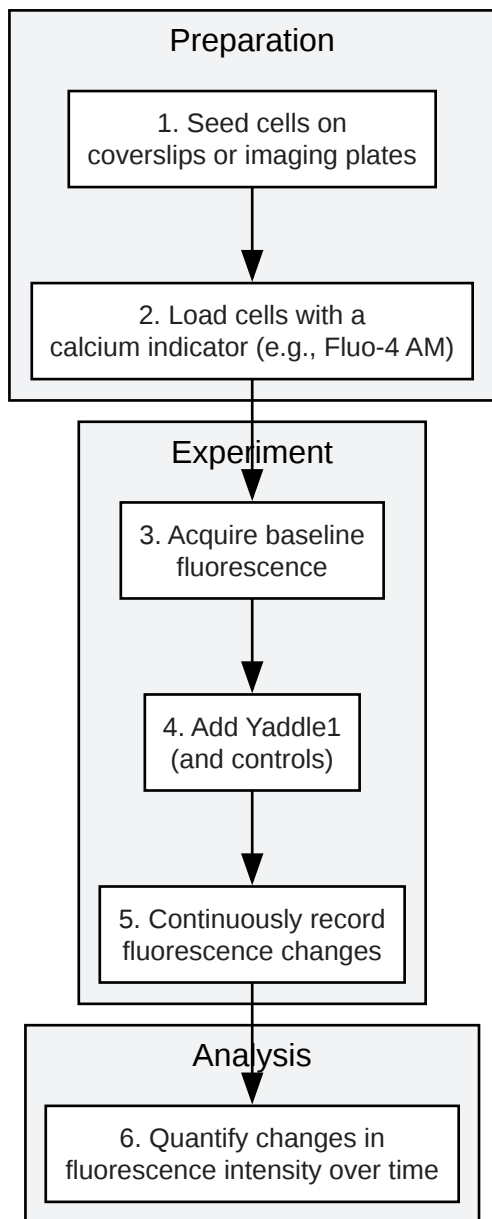 Preparation
1. Seed cells on
coverslips or imaging plates
2. Load cells with a
calcium indicator (e.g., Fluo-4 AM)
Experiment
3. Acquire baseline
fluorescence
4. Add Yaddle1
(and controls)
5. Continuously record
fluorescence changes
Analysis
6. Quantify changes in
fluorescence intensity over time